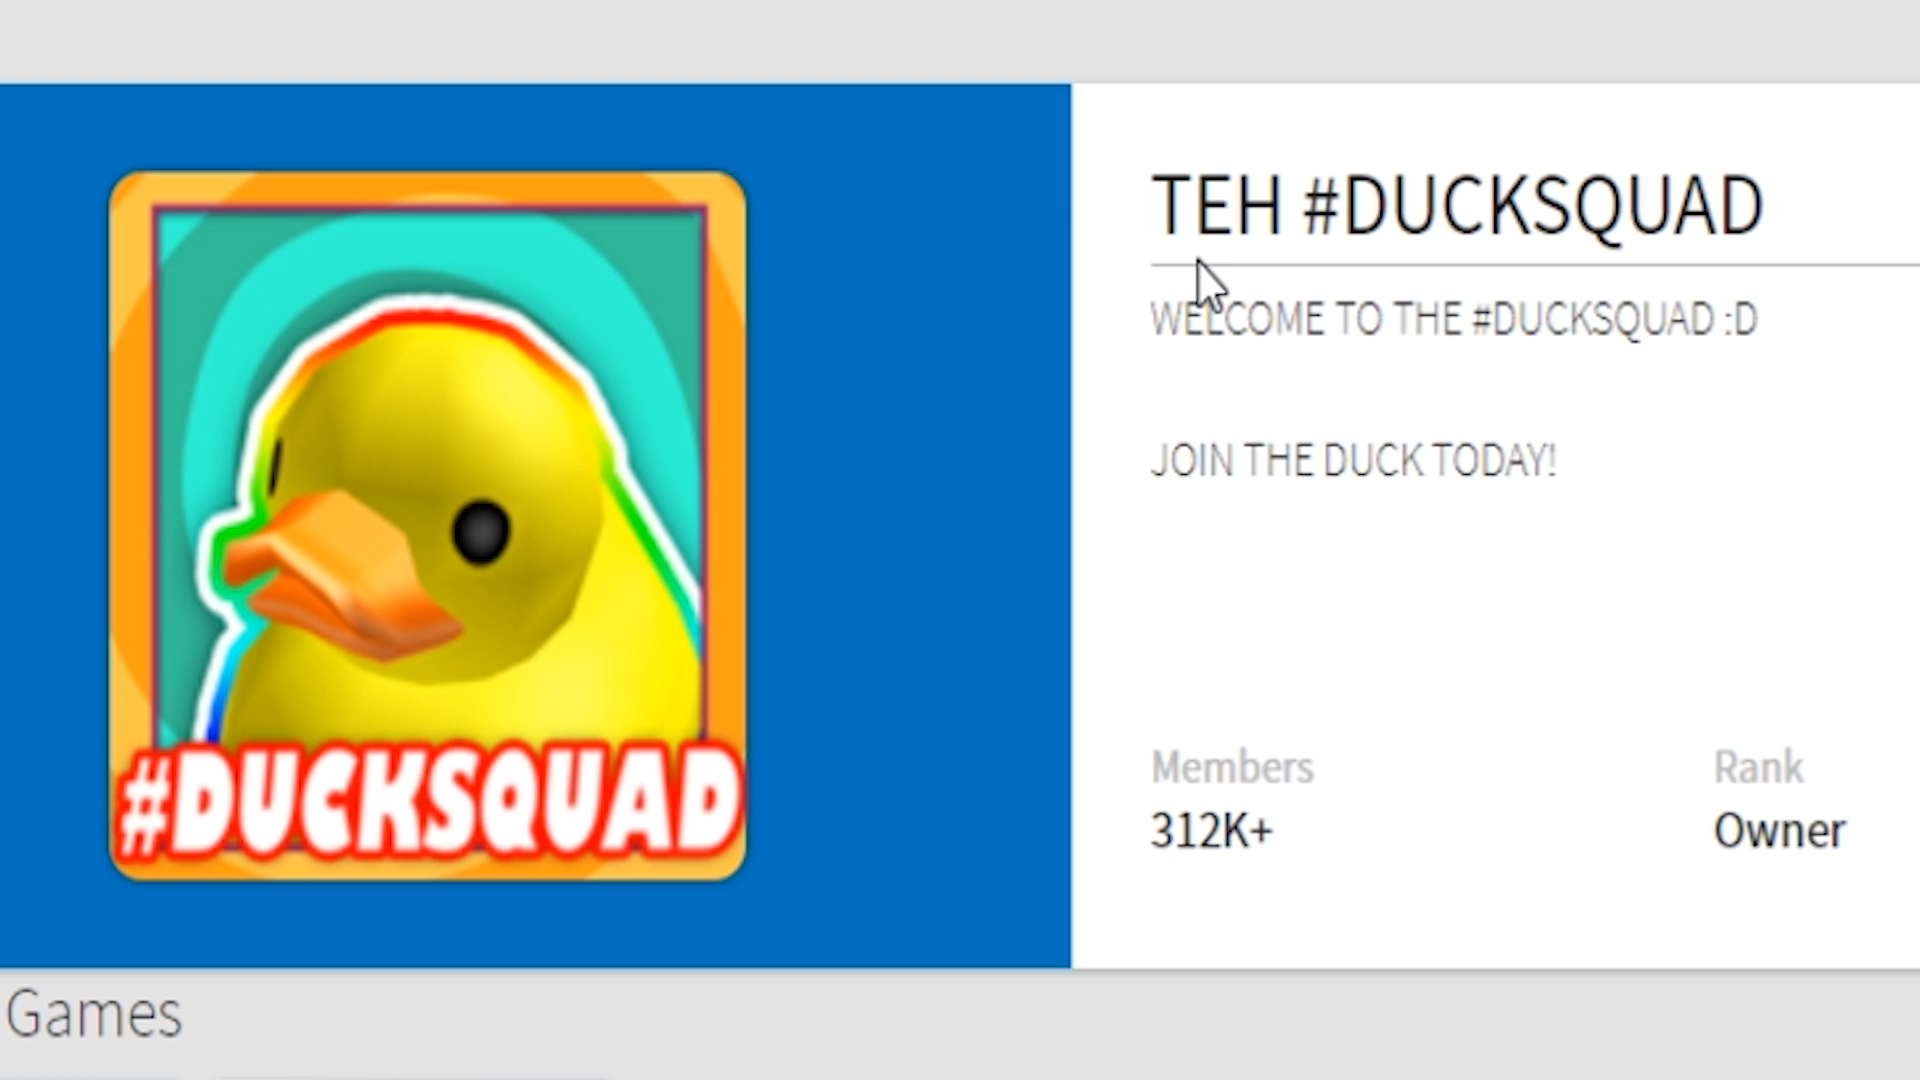 TEH #DUCKSQUAD
WELCOME TO THE #DUCKSQUAD :D
JOIN THE DUCK TODAY!
#DUCKSQUAD
Members
312K+
Rank
Owner
Games